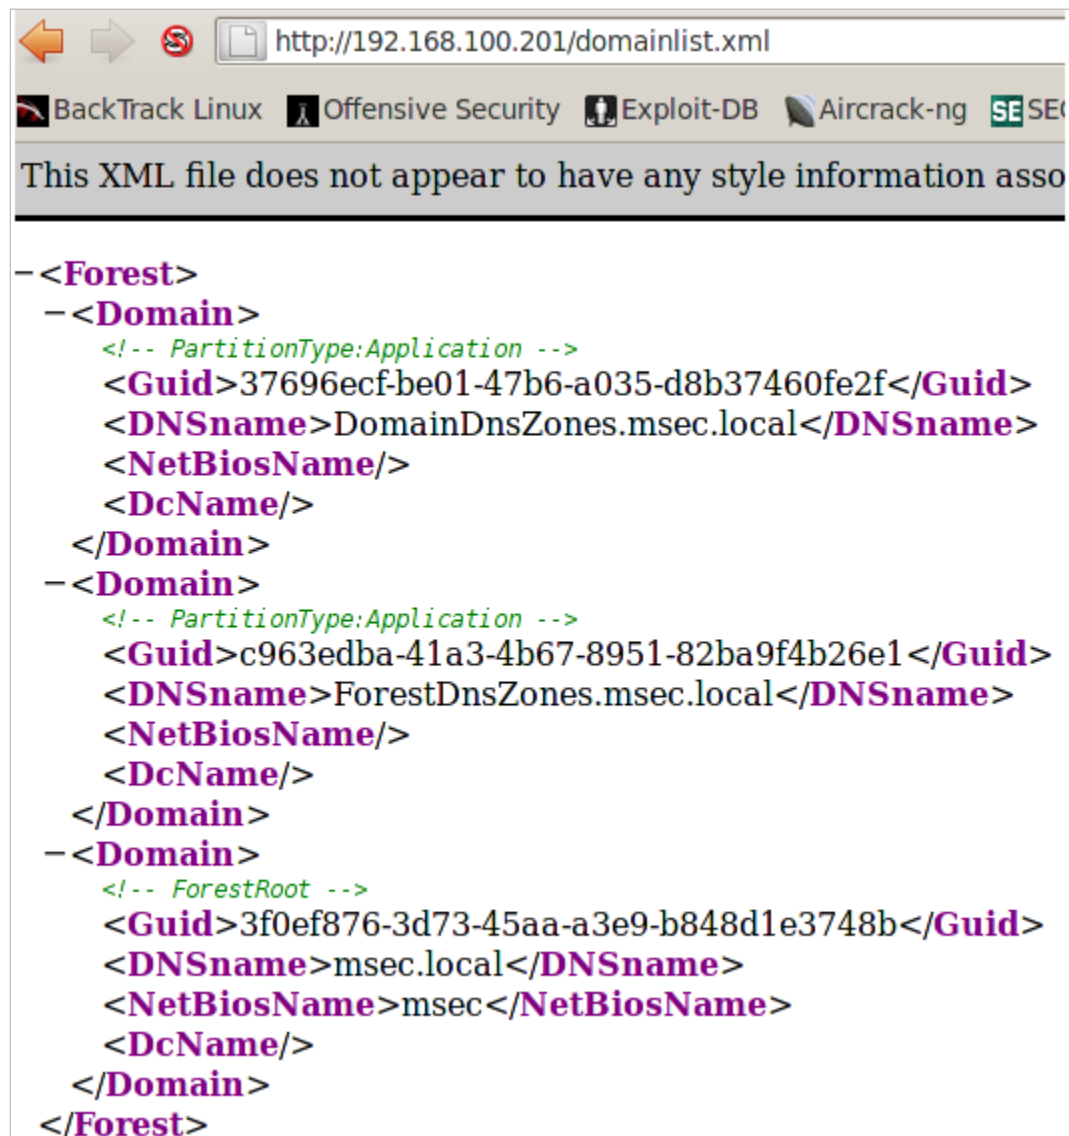 http://192.168.100.201/domainlist.xml
BackTrack Linux Offensive Security Exploit-DB Aircrack-ng SE SE
This XML file does not appear to have any style information asso
−<Forest>
−<Domain>
<!-- PartitionType:Application -->
<Guid>37696ecf-be01-47b6-a035-d8b37460fe2f</Guid>
<DNSname>DomainDnsZones.msec.local</DNSname>
<NetBiosName/>
<DcName/>
</Domain>
−<Domain>
<!-- PartitionType:Application -->
<Guid>c963edba-41a3-4b67-8951-82ba9f4b26e1</Guid>
<DNSname>ForestDnsZones.msec.local</DNSname>
<NetBiosName/>
<DcName/>
</Domain>
−<Domain>
<!-- ForestRoot -->
<Guid>3f0ef876-3d73-45aa-a3e9-b848d1e3748b</Guid>
<DNSname>msec.local</DNSname>
<NetBiosName>msec</NetBiosName>
<DcName/>
</Domain>
</Forest>